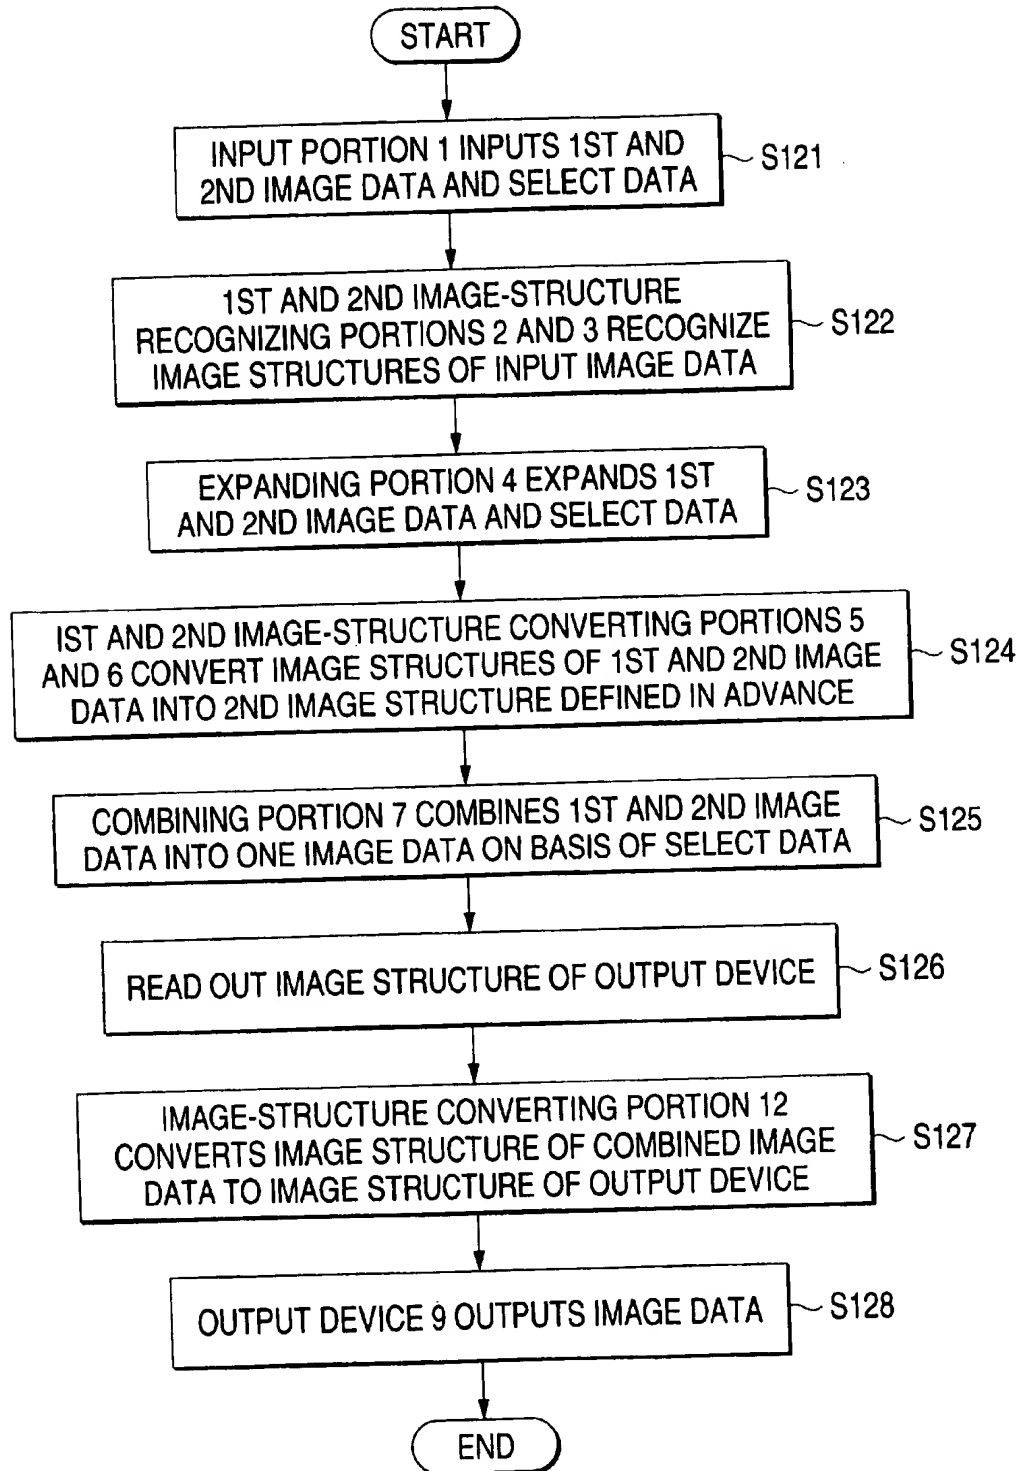 START
INPUT PORTION 1 INPUTS 1ST AND
2ND IMAGE DATA AND SELECT DATA
S121
1ST AND 2ND IMAGE-STRUCTURE
RECOGNIZING PORTIONS 2 AND 3 RECOGNIZE
IMAGE STRUCTURES OF INPUT IMAGE DATA
S122
EXPANDING PORTION 4 EXPANDS 1ST
AND 2ND IMAGE DATA AND SELECT DATA
S123
IST AND 2ND IMAGE-STRUCTURE CONVERTING PORTIONS 5
AND 6 CONVERT IMAGE STRUCTURES OF 1ST AND 2ND IMAGE
DATA INTO 2ND IMAGE STRUCTURE DEFINED IN ADVANCE
S124
COMBINING PORTION 7 COMBINES 1ST AND 2ND IMAGE
DATA INTO ONE IMAGE DATA ON BASIS OF SELECT DATA
S125
READ OUT IMAGE STRUCTURE OF OUTPUT DEVICE
S126
IMAGE-STRUCTURE CONVERTING PORTION 12
CONVERTS IMAGE STRUCTURE OF COMBINED IMAGE
DATA TO IMAGE STRUCTURE OF OUTPUT DEVICE
S127
OUTPUT DEVICE 9 OUTPUTS IMAGE DATA
S128
END